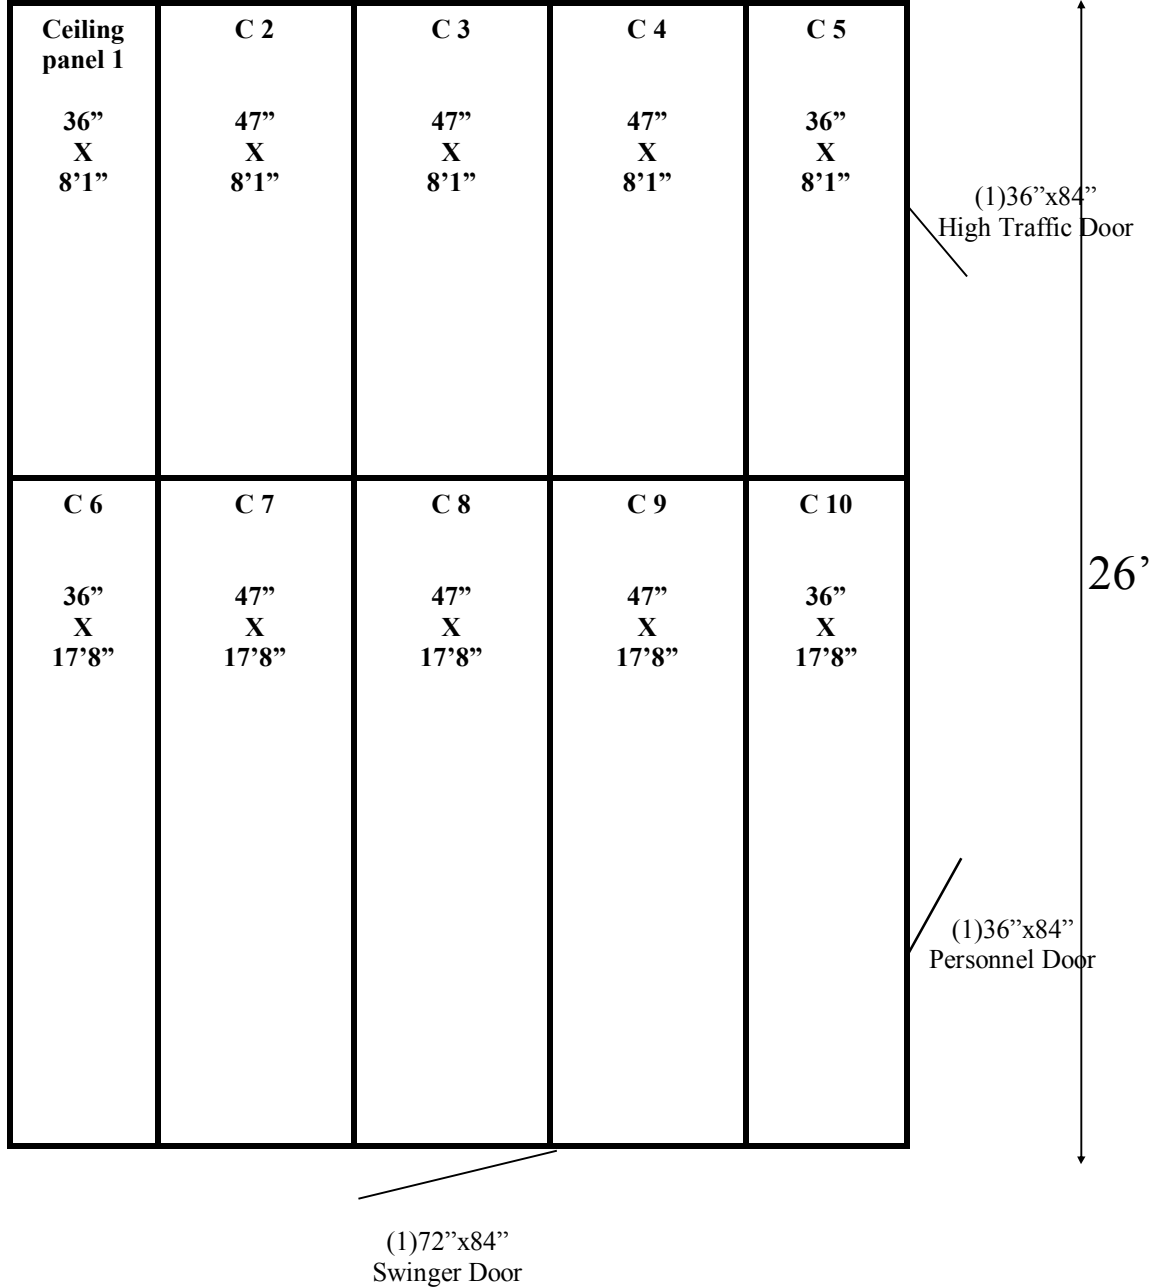 Ceiling
panel 1
36”
X
8’1”
C 2
47”
X
8’1”
C 3
47”
X
8’1”
C 4
47”
X
8’1”
C 5
36”
X
8’1”
(1)36”x84”
High Traffic Door
C 6
36”
X
17’8”
C 7
47”
X
17’8”
C 8
47”
X
17’8”
C 9
47”
X
17’8”
C 10
36”
X
17’8”
26’
(1)36”x84”
Personnel Door
(1)72”x84”
Swinger Door